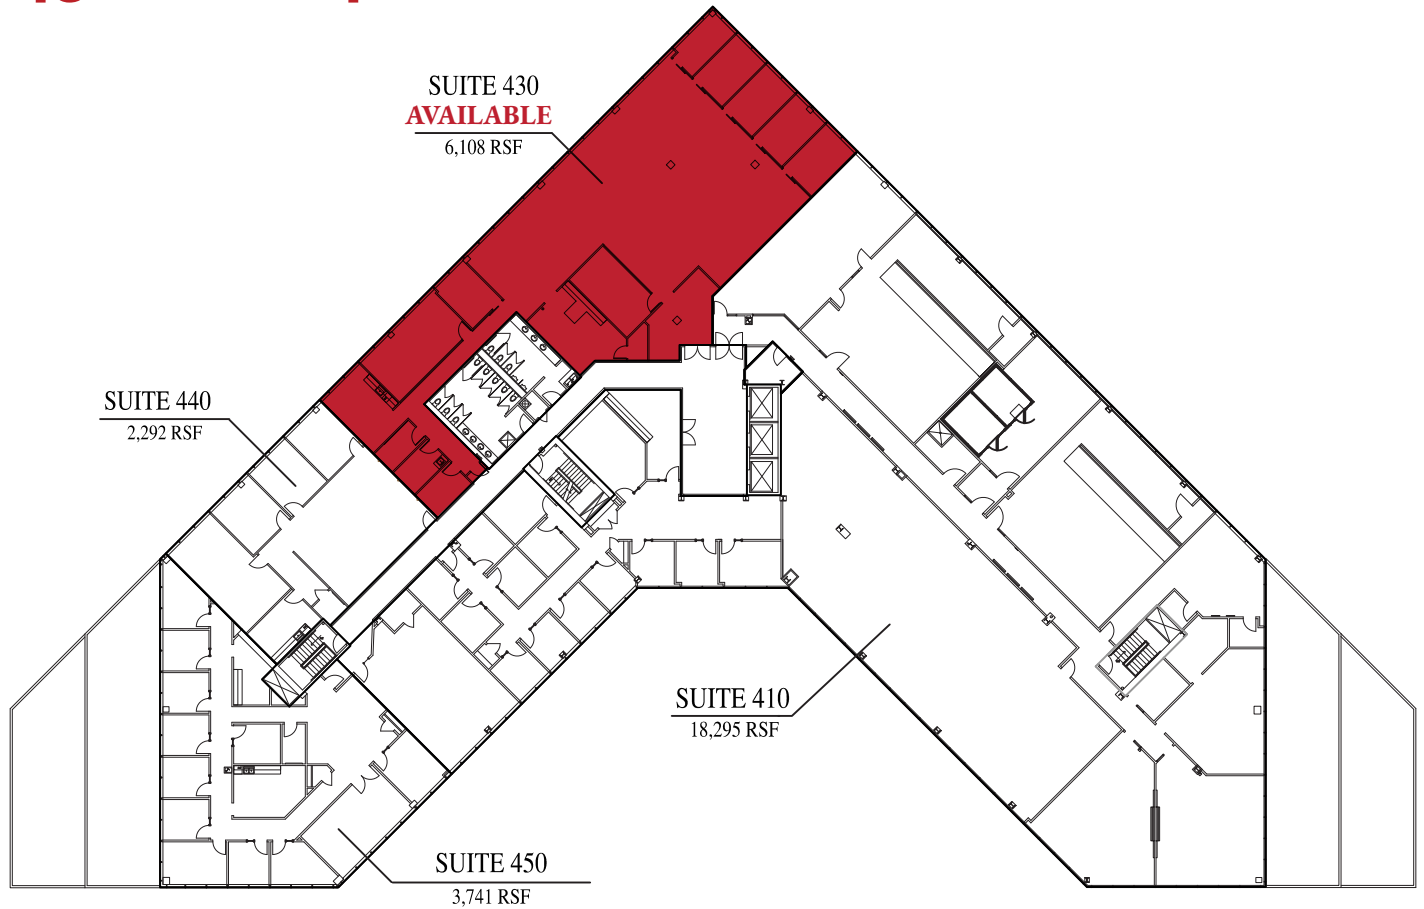 SUITE 430
AVAILABLE
6,108 RSF
SUITE 440
2,292 RSF
SUITE 410
18,295 RSF
SUITE 450
3,741 RSF